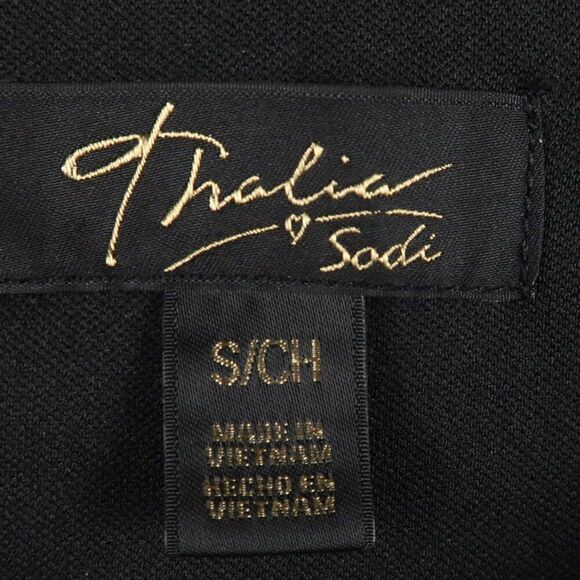 Thalia
Sodi
S/CH
MADE IN
VIETNAM
HECHO EN
VIETNAM